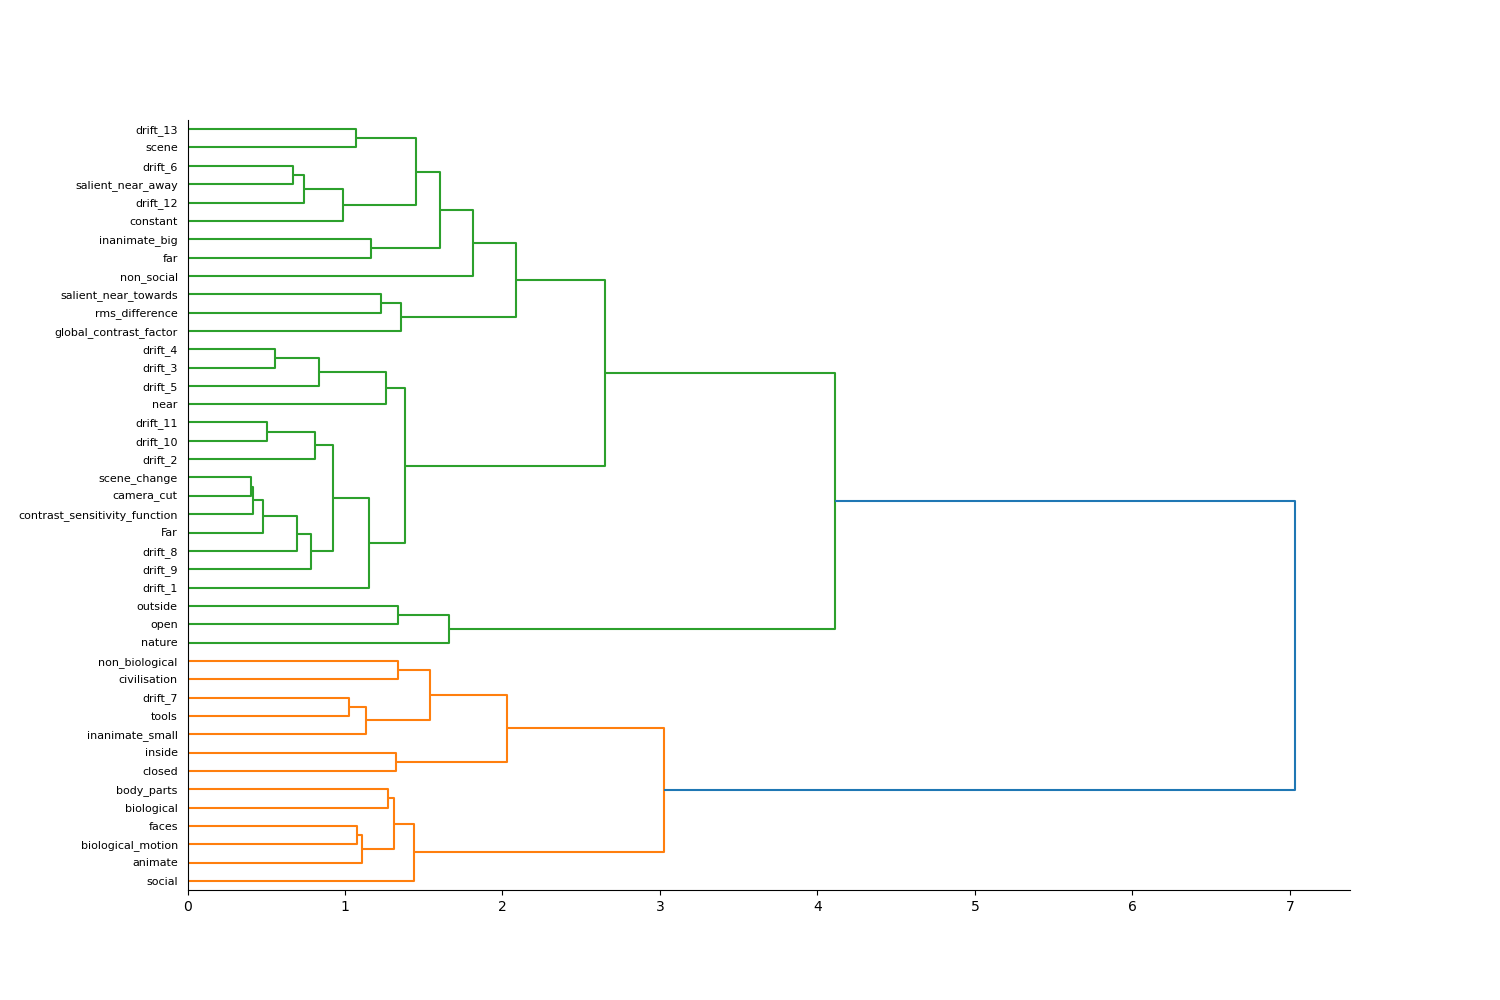 drift_13
scene
drift_6
salient_near_away
drift_12
constant
inanimate_big
far
non_social
salient_near_towards
rms_difference
global_contrast_factor
drift_4
drift_3
drift_5
near
drift_11
drift_10
drift_2
scene_change
camera_cut
contrast_sensitivity_function
Far
drift_8
drift_9
drift_1
outside
open
nature
non_biological
civilisation
drift_7
tools
inanimate_small
inside
closed
body_parts
biological
faces
biological_motion
animate
social
0 1 2 3 4 5 6 7